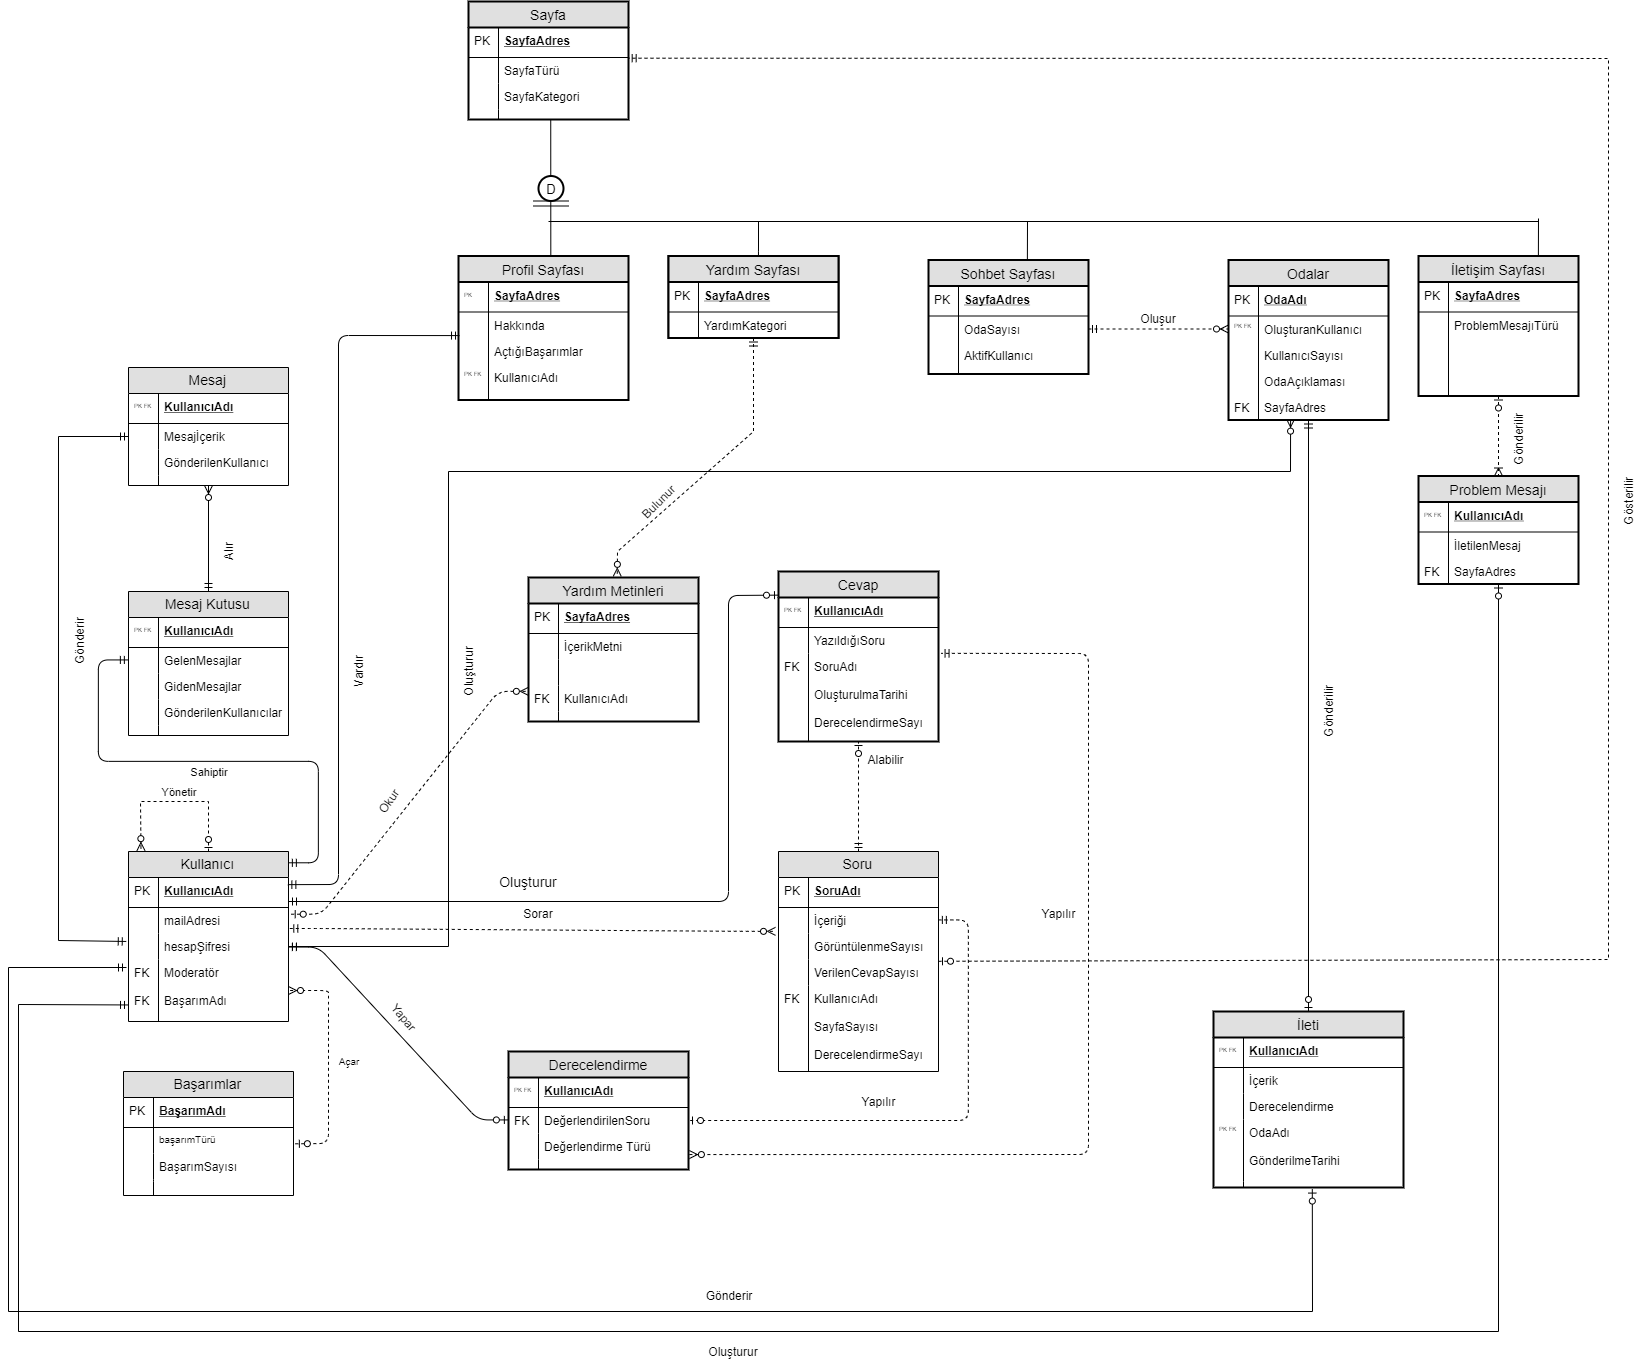 Sayfa
PK SayfaAdres
SayfaTürü
SayfaKategori
D
Profil Sayfası
PK SayfaAdres
Hakkında
AçtığıBaşarımlar
PK FK KullanıcıAdı
Yardım Sayfası
PK SayfaAdres
YardımKategori
Sohbet Sayfası
PK SayfaAdres
OdaSayısı
AktifKullanıcı
Oluşur
Odalar
PK OdaAdı
PK FK OluşturanKullanıcı
KullanıcıSayısı
OdaAçıklaması
FK SayfaAdres
İletişim Sayfası
PK SayfaAdres
ProblemMesajıTürü
Gönderilir
Gösterilir
Problem Mesajı
PK FK KullanıcıAdı
İletilenMesaj
FK SayfaAdres
Mesaj
PK FK KullanıcıAdı
Mesajİçerik
GönderilenKullanıcı
Alır
Mesaj Kutusu
PK FK KullanıcıAdı
GelenMesajlar
GidenMesajlar
GönderilenKullanıcılar
Gönderir
Vardır
Oluşturur
Bulunur
Yardım Metinleri
PK SayfaAdres
İçerikMetni
FK KullanıcıAdı
Cevap
PK FK KullanıcıAdı
YazıldığıSoru
FK SoruAdı
OluşturulmaTarihi
DerecelendirmeSayı
Alabilir
Gönderilir
Sahiptir
Yönetir
Okur
Kullanıcı
PK KullanıcıAdı
mailAdresi
hesapŞifresi
FK Moderatör
FK BaşarımAdı
Oluşturur
Sorar
Yapar
Soru
PK SoruAdı
İçeriği
GörüntülenmeSayısı
VerilenCevapSayısı
FK KullanıcıAdı
SayfaSayısı
DerecelendirmeSayı
Yapılır
Açar
Başarımlar
PK BaşarımAdı
başarımTürü
BaşarımSayısı
Derecelendirme
PK FK KullanıcıAdı
FK DeğerlendirilenSoru
Değerlendirme Türü
Yapılır
İleti
PK FK KullanıcıAdı
İçerik
Derecelendirme
PK FK OdaAdı
GönderilmeTarihi
Gönderir
Oluşturur